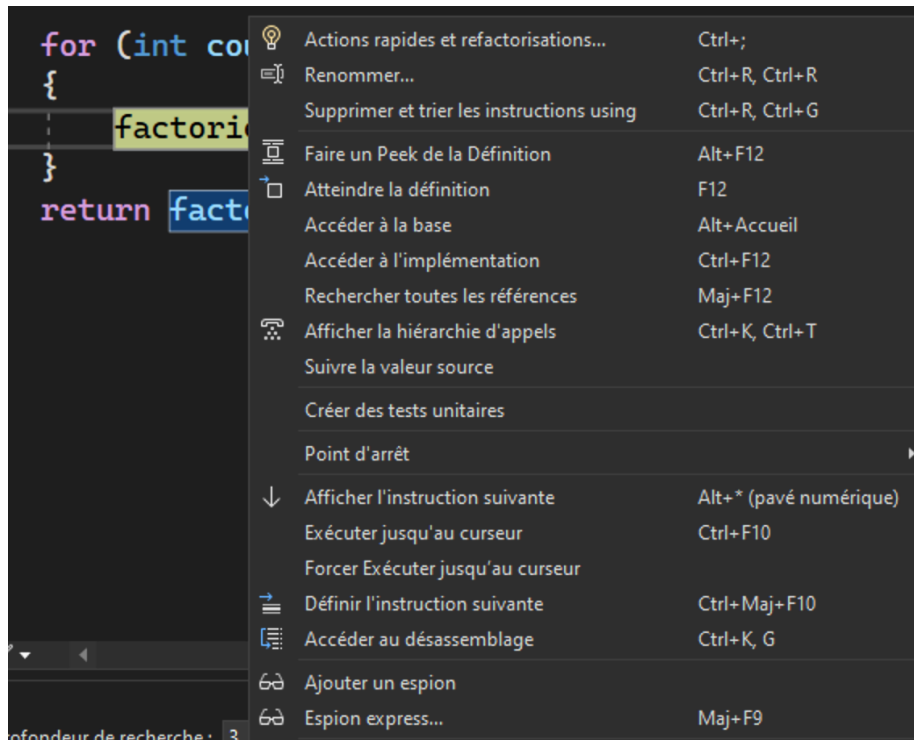 for (int
{
}
return
Actions rapides et refactorisations... Ctrl+;
Renommer... Ctrl+R, Ctrl+R
Supprimer et trier les instructions using Ctrl+R, Ctrl+G
Faire un Peek de la Définition Alt+F12
Atteindre la définition F12
Accéder à la base Alt+Accueil
Accéder à l'implémentation Ctrl+F12
Rechercher toutes les références Maj+F12
Afficher la hiérarchie d'appels Ctrl+K, Ctrl+T
Suivre la valeur source
Créer des tests unitaires
Point d'arrêt
Afficher l'instruction suivante Alt+* (pavé numérique)
Exécuter jusqu'au curseur Ctrl+F10
Forcer Exécuter jusqu’au curseur
Définir l'instruction suivante Ctrl+Maj+F10
Accéder au désassemblage Ctrl+K, G
Ajouter un espion
Espion express... Maj+F9
de recherche : 3